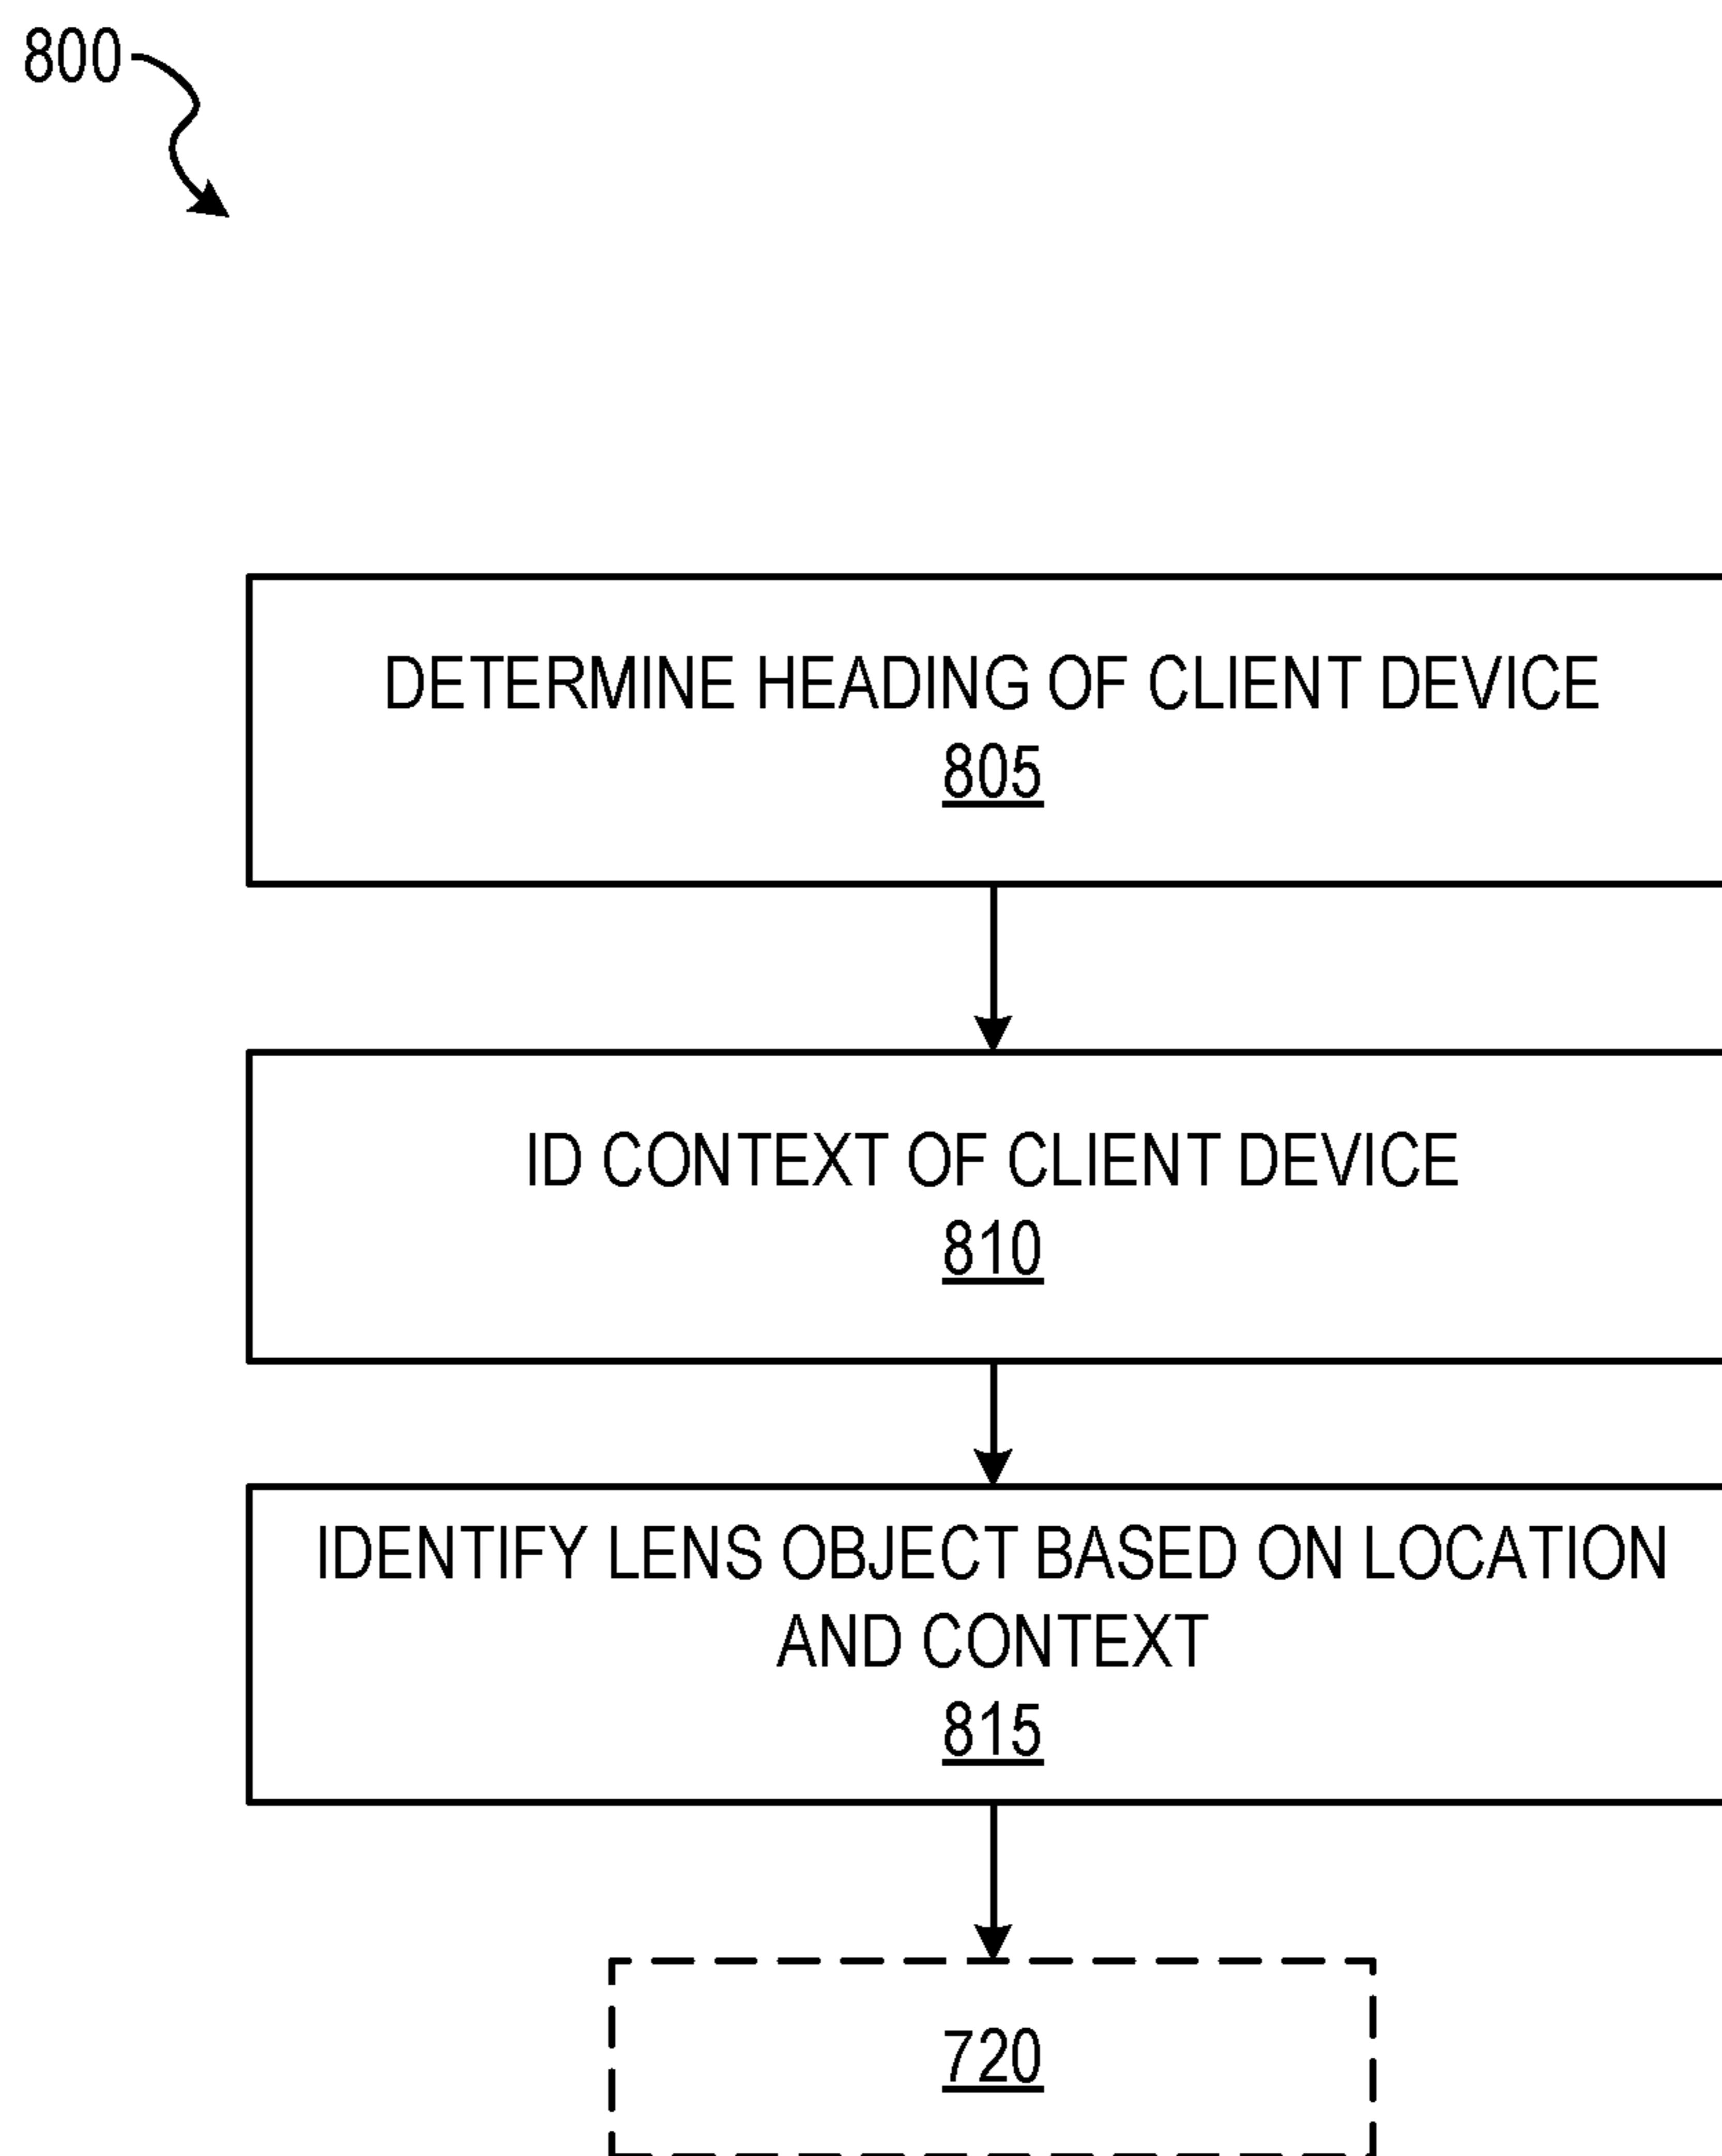 800
DETERMINE HEADING OF CLIENT DEVICE
805
ID CONTEXT OF CLIENT DEVICE
810
IDENTIFY LENS OBJECT BASED ON LOCATION
AND CONTEXT
815
720